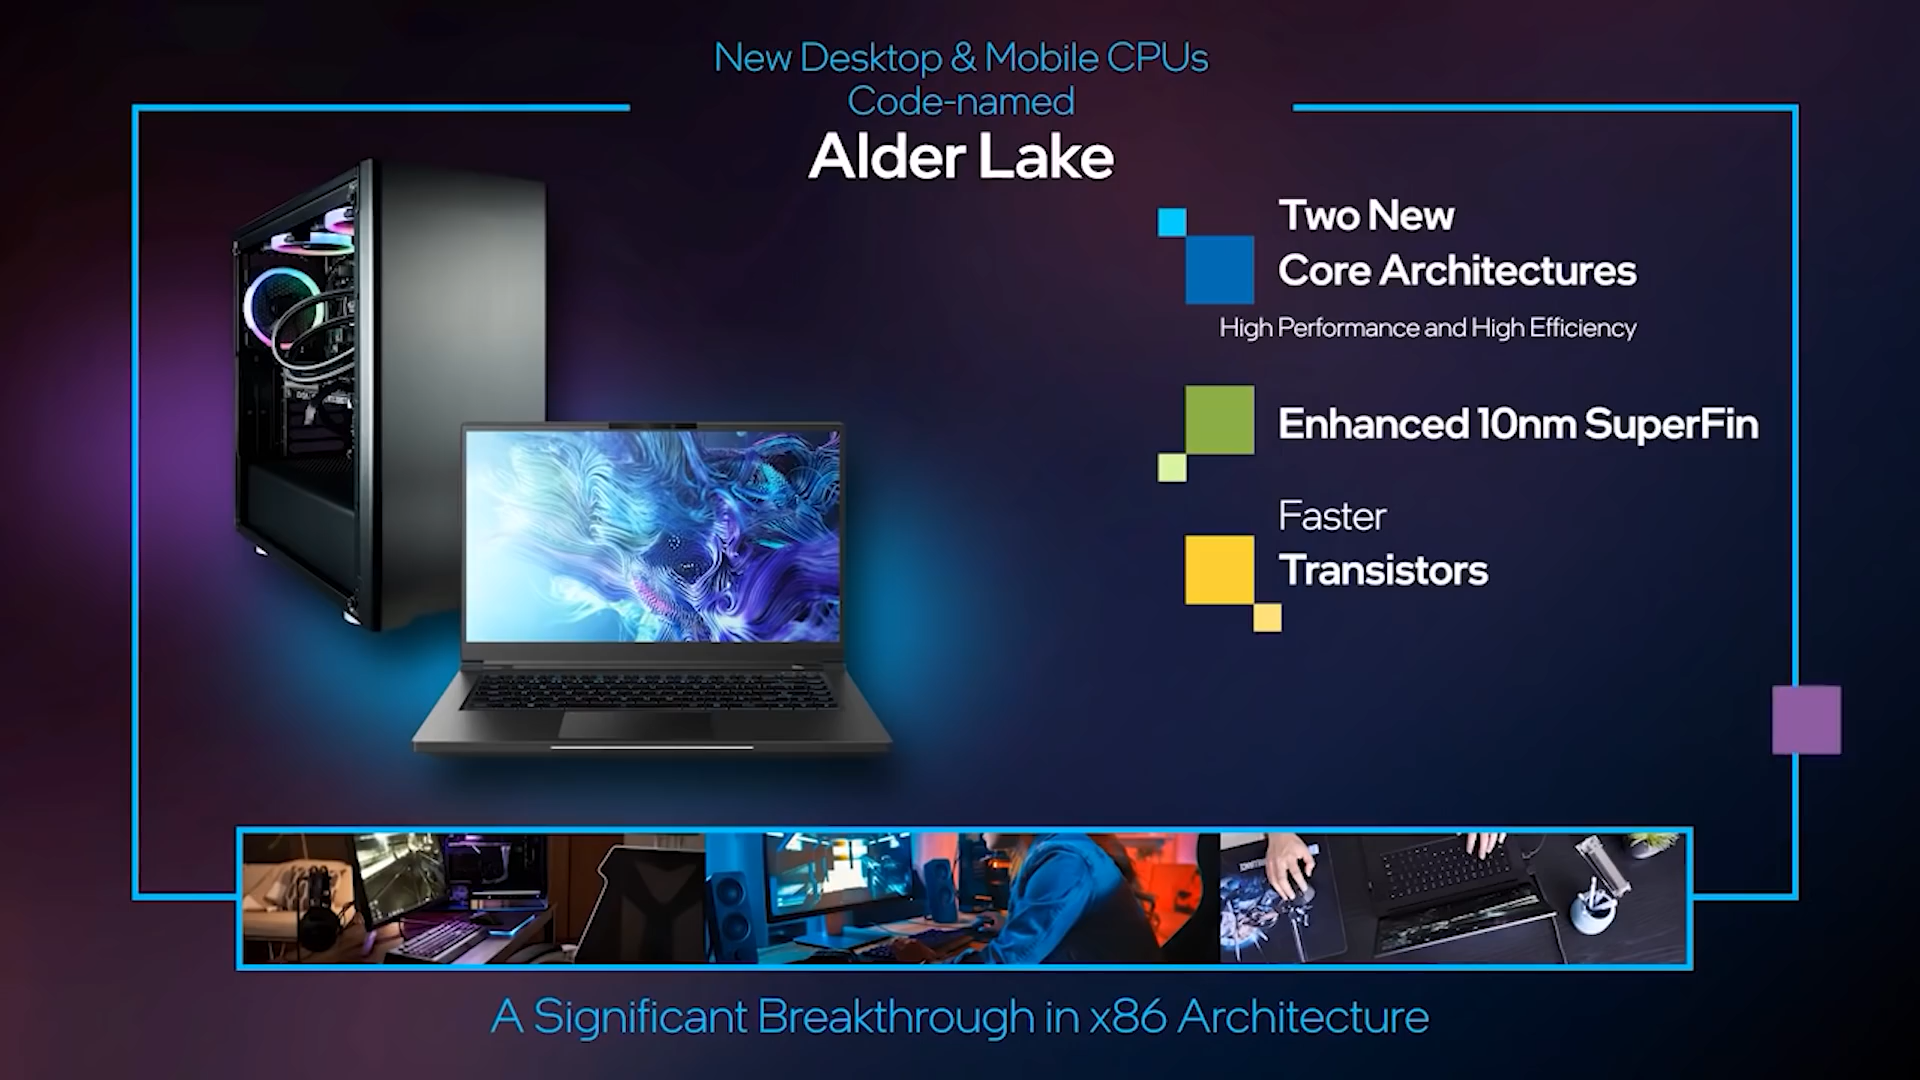 New Desktop & Mobile CPUs
Code-named
Alder Lake
Two New
Core Architectures
High Performance and High Efficiency
Enhanced 10nm SuperFin
Faster
Transistors
A Significant Breakthrough in x86 Architecture